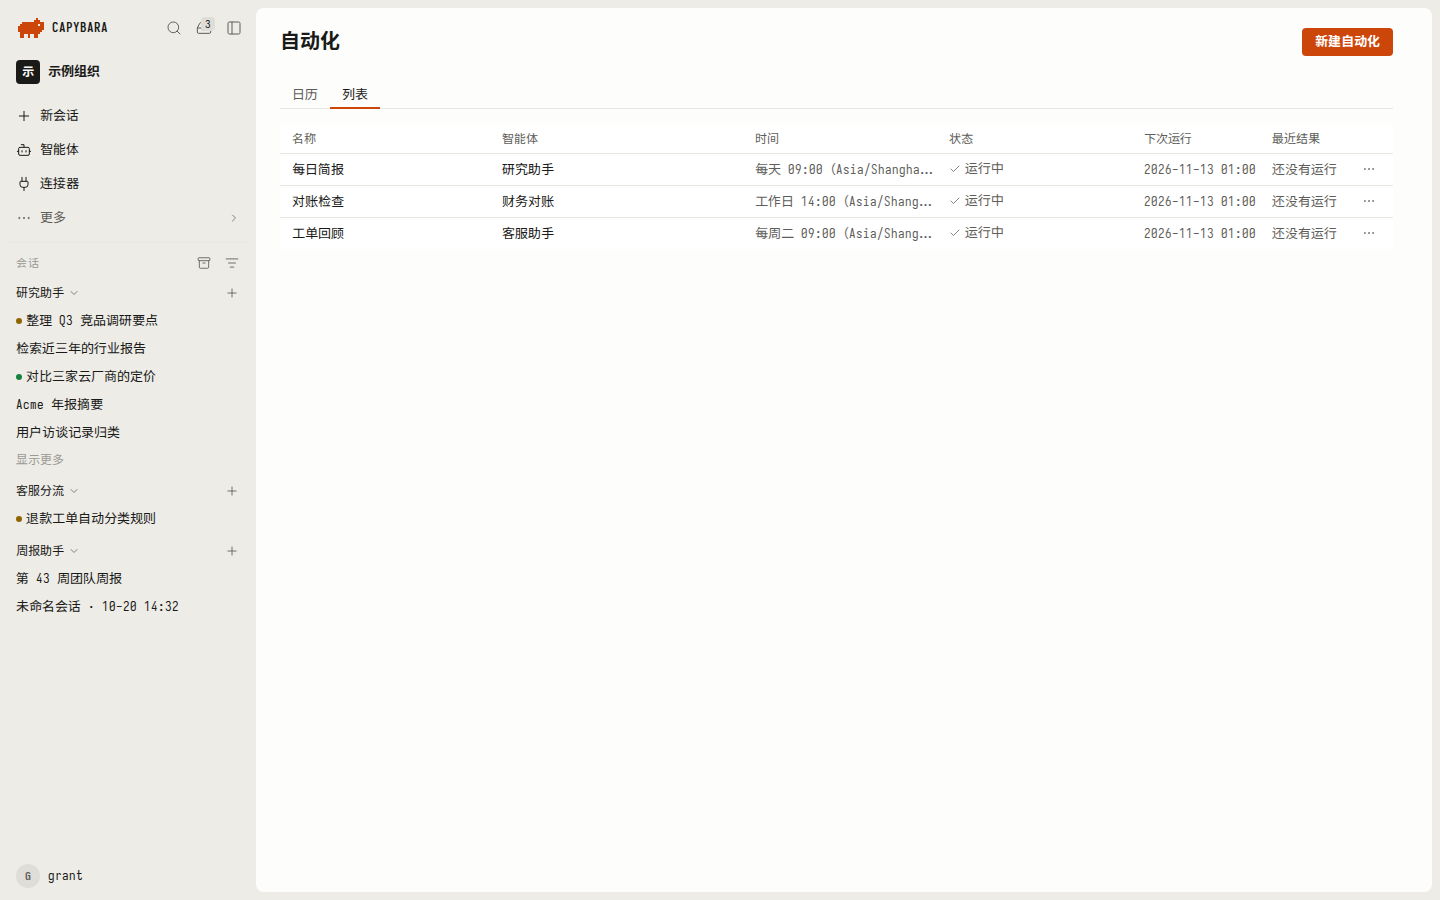 CAPYBARA
3
示 示例组织
新会话
智能体
连接器
更多
会话
研究助手
整理 Q3 竞品调研要点
检索近三年的行业报告
对比三家云厂商的定价
Acme 年报摘要
用户访谈记录归类
显示更多
客服分流
退款工单自动分类规则
周报助手
第 43 周团队周报
未命名会话 · 10-20 14:32
G grant
自动化
新建自动化
日历 列表
名称 智能体 时间 状态 下次运行 最近结果
每日简报 研究助手 每天 09:00 (Asia/Shangha... 运行中 2026-11-13 01:00 还没有运行
对账检查 财务对账 工作日 14:00 (Asia/Shang... 运行中 2026-11-13 01:00 还没有运行
工单回顾 客服助手 每周二 09:00 (Asia/Shang... 运行中 2026-11-13 01:00 还没有运行